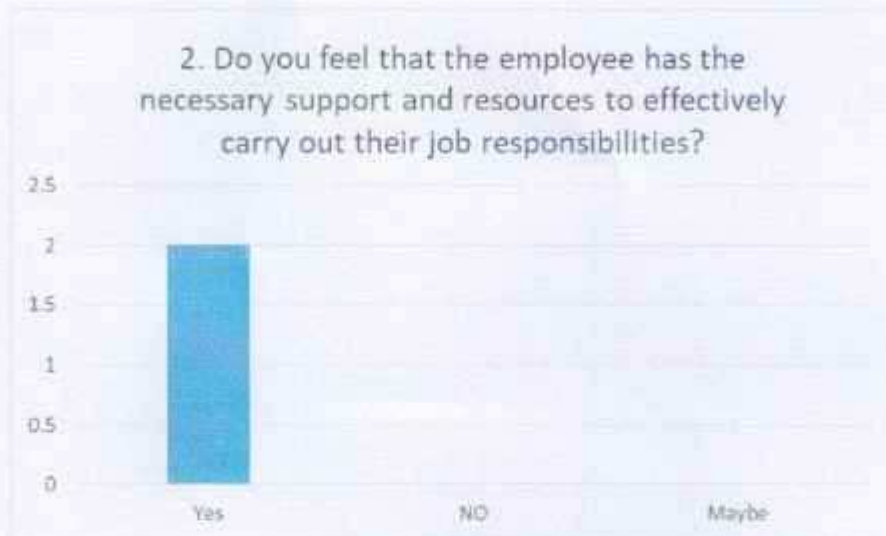 2. Do you feel that the employee has the
necessary support and resources to effectively
carry out their job responsibilities?
2.5
2
1.5
1
0.5
0
Yes
NO
Maybe